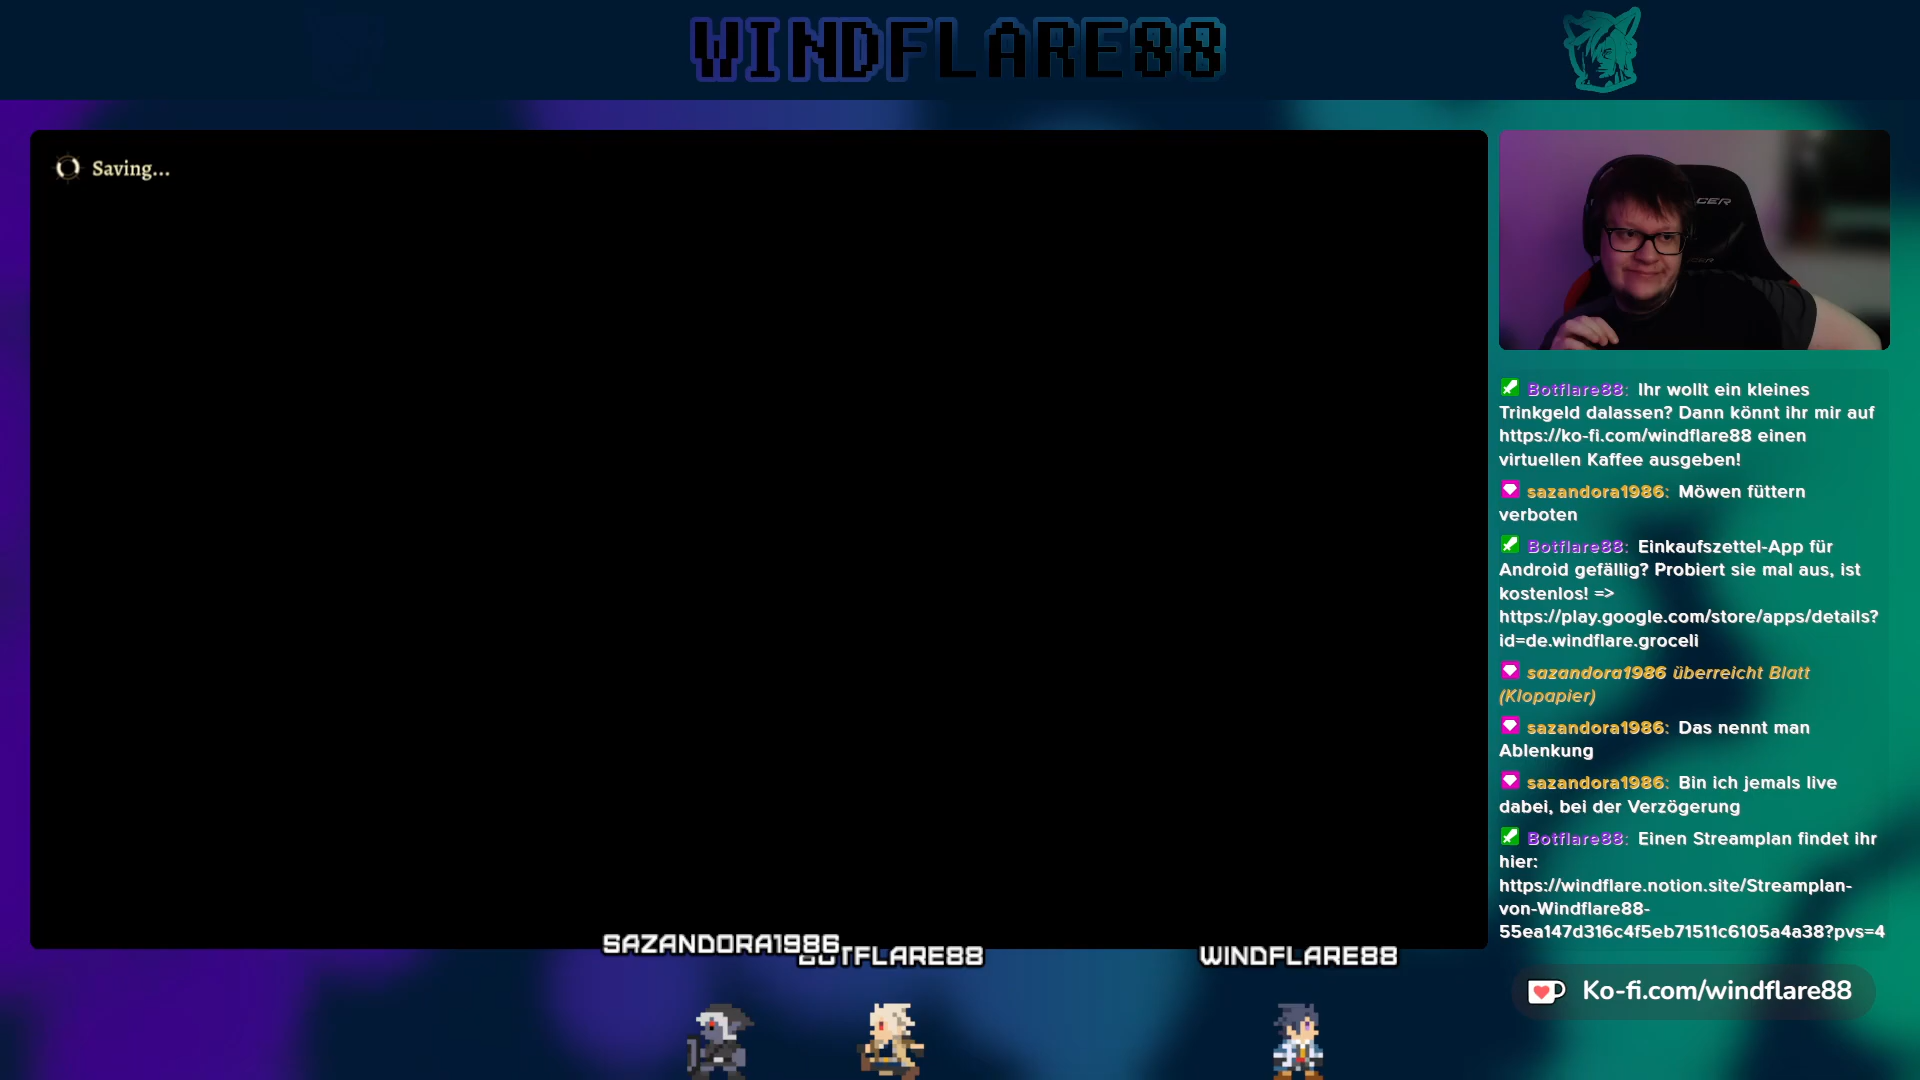 WINDFLARE88
Saving...
Botflare88: Ihr wollt ein kleines
Trinkgeld dalassen? Dann könnt ihr mir auf
https://ko-fi.com/windflare88 einen
virtuellen Kaffee ausgeben!
sazandora1986: Möwen füttern
verboten
Botflare88: Einkaufszettel-App für
Android gefällig? Probiert sie mal aus, ist
kostenlos! =>
https://play.google.com/store/apps/details?
id=de.windflare.groceli
sazandora1986 überreicht Blatt
(Klopapier)
sazandora1986: Das nennt man
Ablenkung
sazandora1986: Bin ich jemals live
dabei, bei der Verzögerung
Botflare88: Einen Streamplan findet ihr
hier:
https://windflare.notion.site/Streamplan-
von-Windflare88-
55ea147d316c4f5eb71511c6105a4a38?pvs=4
SAZANDORA1986
TFLARE88
WINDFLARE88
Ko-fi.com/windflare88